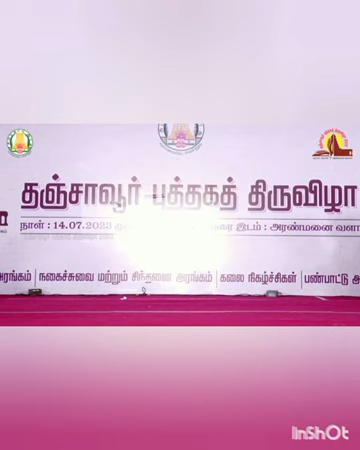 தஞ்சாவூர் புத்தகத் திருவிழா
நாள் : 14.07.2023 இடம் : அரண்மனை வளா
அரங்கம் | நகைச்சுவை மற்றும் சிந்தனை அரங்கம் | கலை நிகழ்ச்சிகள் | பண்பாட்டு அ
InShOt